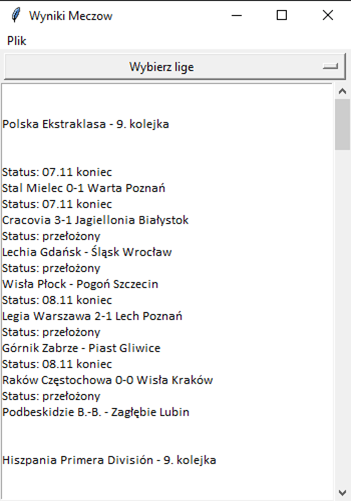 Wyniki Meczow
Plik
Wybierz lige
Polska Ekstraklasa - 9. kolejka
Status: 07.11 koniec
Stal Mielec 0-1 Warta Poznań
Status: 07.11 koniec
Cracovia 3-1 Jagiellonia Białystok
Status: przełożony
Lechia Gdańsk - Śląsk Wrocław
Status: przełożony
Wisła Płock - Pogoń Szczecin
Status: 08.11 koniec
Legia Warszawa 2-1 Lech Poznań
Status: przełożony
Górnik Zabrze - Piast Gliwice
Status: 08.11 koniec
Raków Częstochowa 0-0 Wisła Kraków
Status: przełożony
Podbeskidzie B.-B. - Zagłębie Lubin
Hiszpania Primera División - 9. kolejka